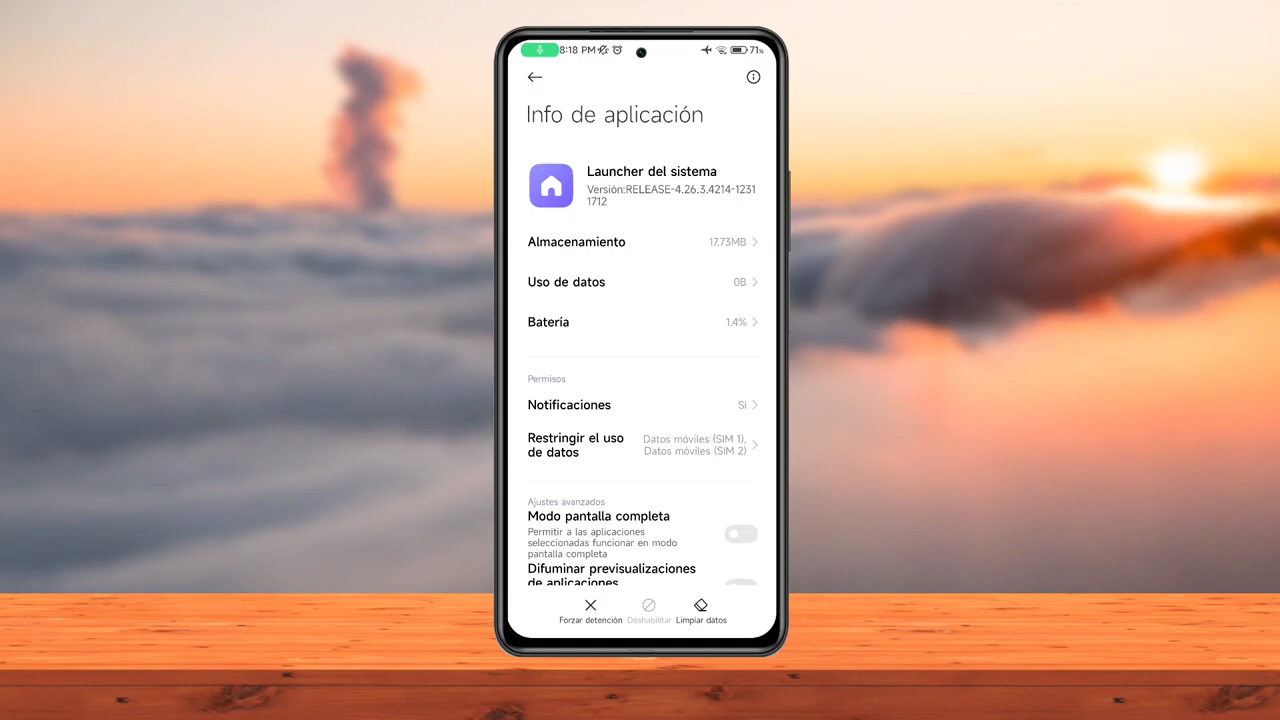 8:18 PM 71%
Info de aplicación
Launcher del sistema
Versión:RELEASE-4.26.3.4214-1231
1712
Almacenamiento 17.73MB
Uso de datos 0B
Batería 1.4%
Permisos
Notificaciones Sí
Restringir el uso
de datos
Datos móviles (SIM 1),
Datos móviles (SIM 2)
Ajustes avanzados
Modo pantalla completa
Permitir a las aplicaciones
seleccionadas funcionar en modo
pantalla completa
Difuminar previsualizaciones
de aplicaciones
Forzar detención Deshabilitar Limpiar datos